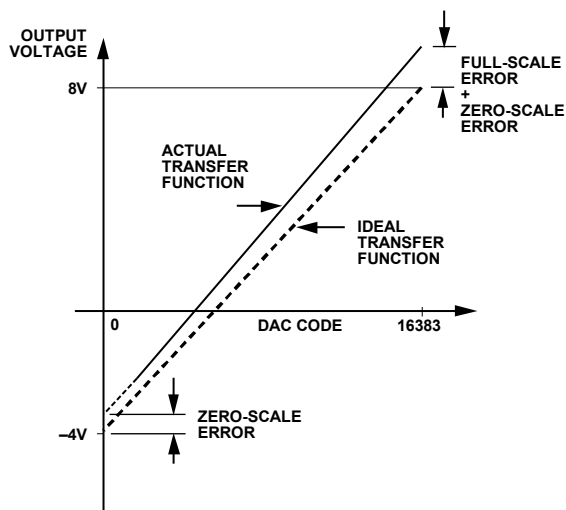 OUTPUT
VOLTAGE
8V
FULL-SCALE
ERROR
+
ZERO-SCALE
ERROR
ACTUAL
TRANSFER
FUNCTION
IDEAL
TRANSFER
FUNCTION
0
DAC CODE
16383
ZERO-SCALE
ERROR
–4V